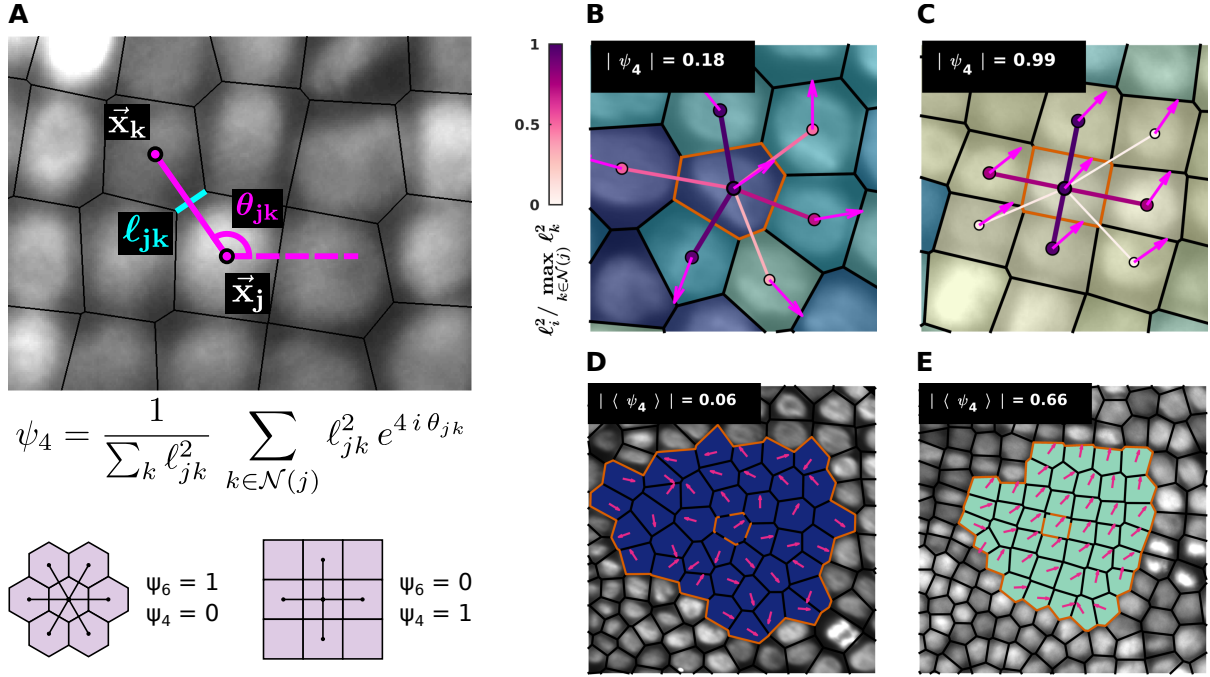 A
x⃗k
ℓjk
θjk
x⃗j
ψ4 = 1 / ∑k ℓ²jk ∑k∈𝒩(j) ℓ²jk e^{4 i θjk}
ψ6 = 1
ψ4 = 0
ψ6 = 0
ψ4 = 1
1
0.5
0
ℓ²i / max k∈𝒩(j) ℓ²k
B
| ψ4 | = 0.18
C
| ψ4 | = 0.99
D
| ⟨ ψ4 ⟩ | = 0.06
E
| ⟨ ψ4 ⟩ | = 0.66